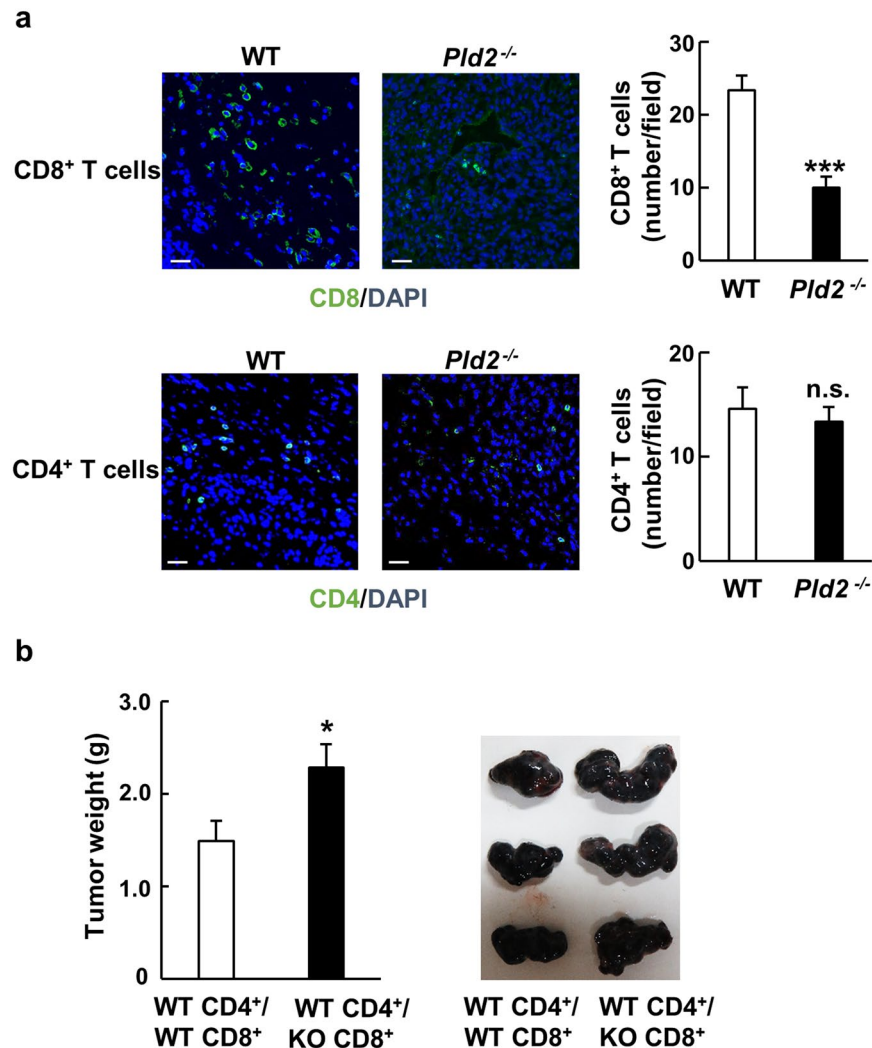 a
WT
Pld2 -/-
CD8+ T cells
CD8/DAPI
30
20
10
0
CD8+ T cells
(number/field)
***
WT
Pld2 -/-
WT
Pld2 -/-
CD4+ T cells
CD4/DAPI
20
10
0
CD4+ T cells
(number/field)
n.s.
WT
Pld2 -/-
b
3.0
2.0
1.0
0
Tumor weight (g)
*
WT CD4+/
WT CD8+
WT CD4+/
KO CD8+
WT CD4+/
WT CD8+
WT CD4+/
KO CD8+